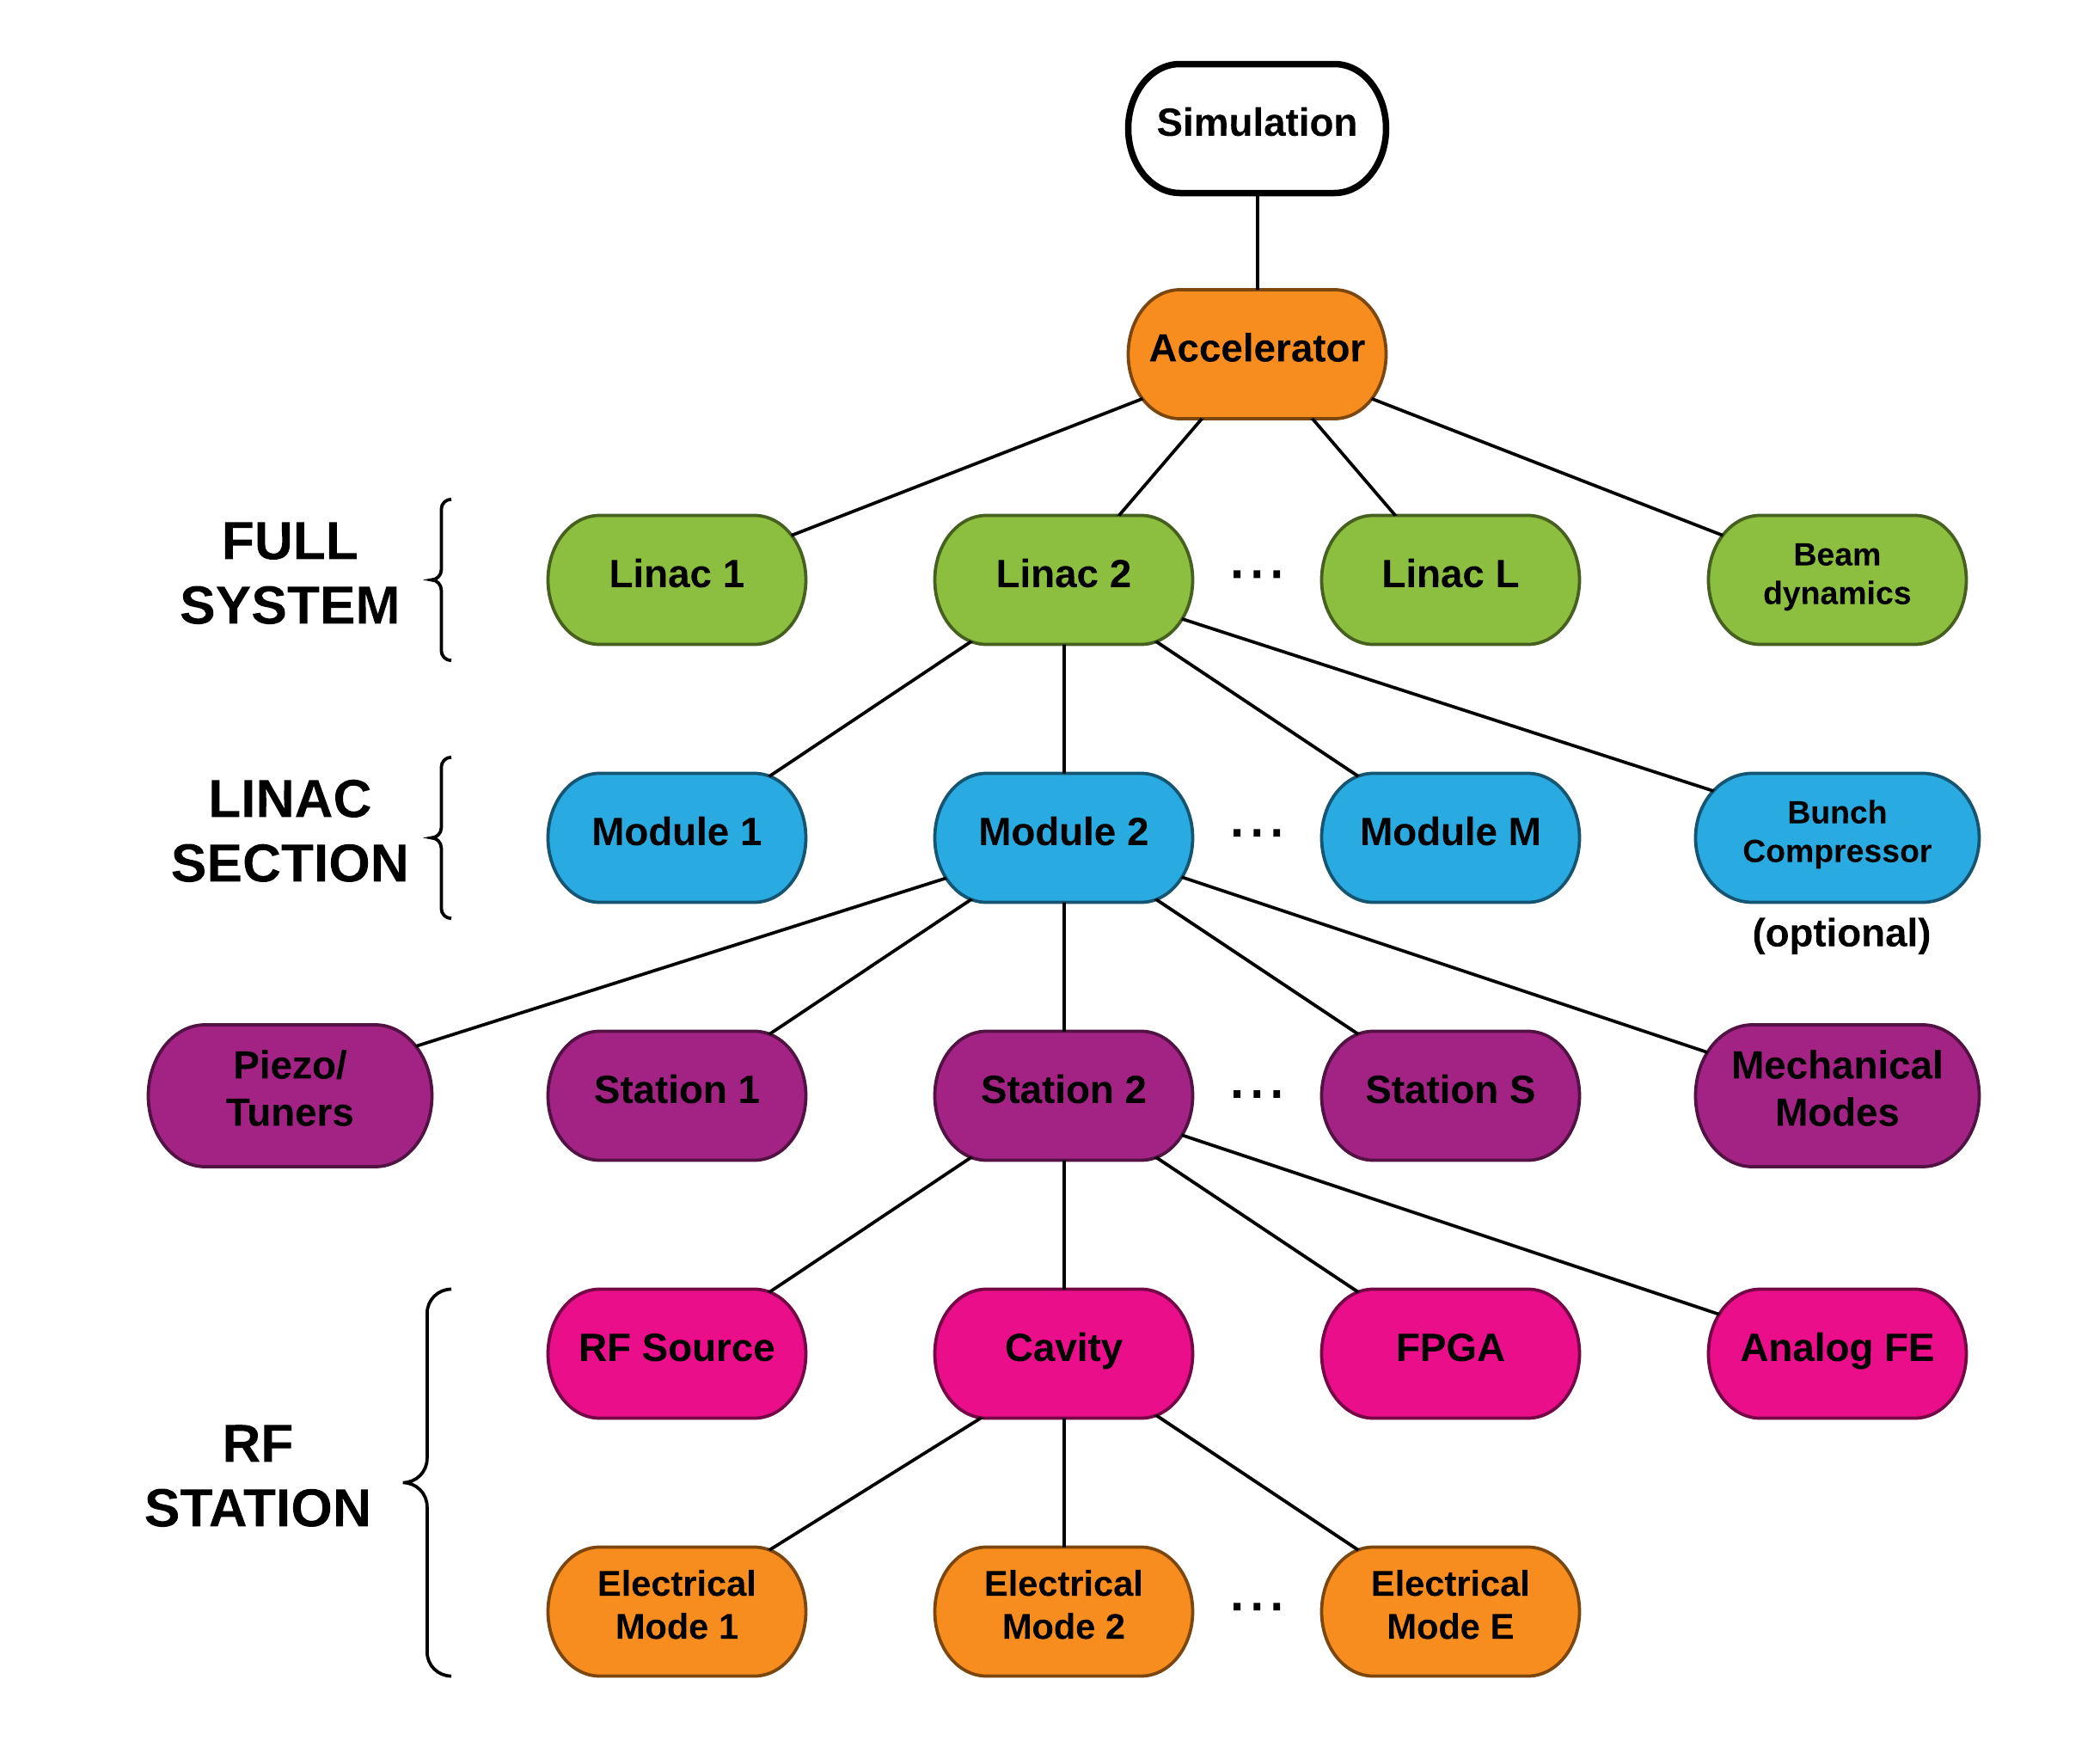 Simulation
Accelerator
FULL
SYSTEM
Linac 1
Linac 2
...
Linac L
Beam
dynamics
LINAC
SECTION
Module 1
Module 2
...
Module M
Bunch
Compressor
(optional)
Piezo/
Tuners
Station 1
Station 2
...
Station S
Mechanical
Modes
RF
STATION
RF Source
Cavity
FPGA
Analog FE
Electrical
Mode 1
Electrical
Mode 2
...
Electrical
Mode E